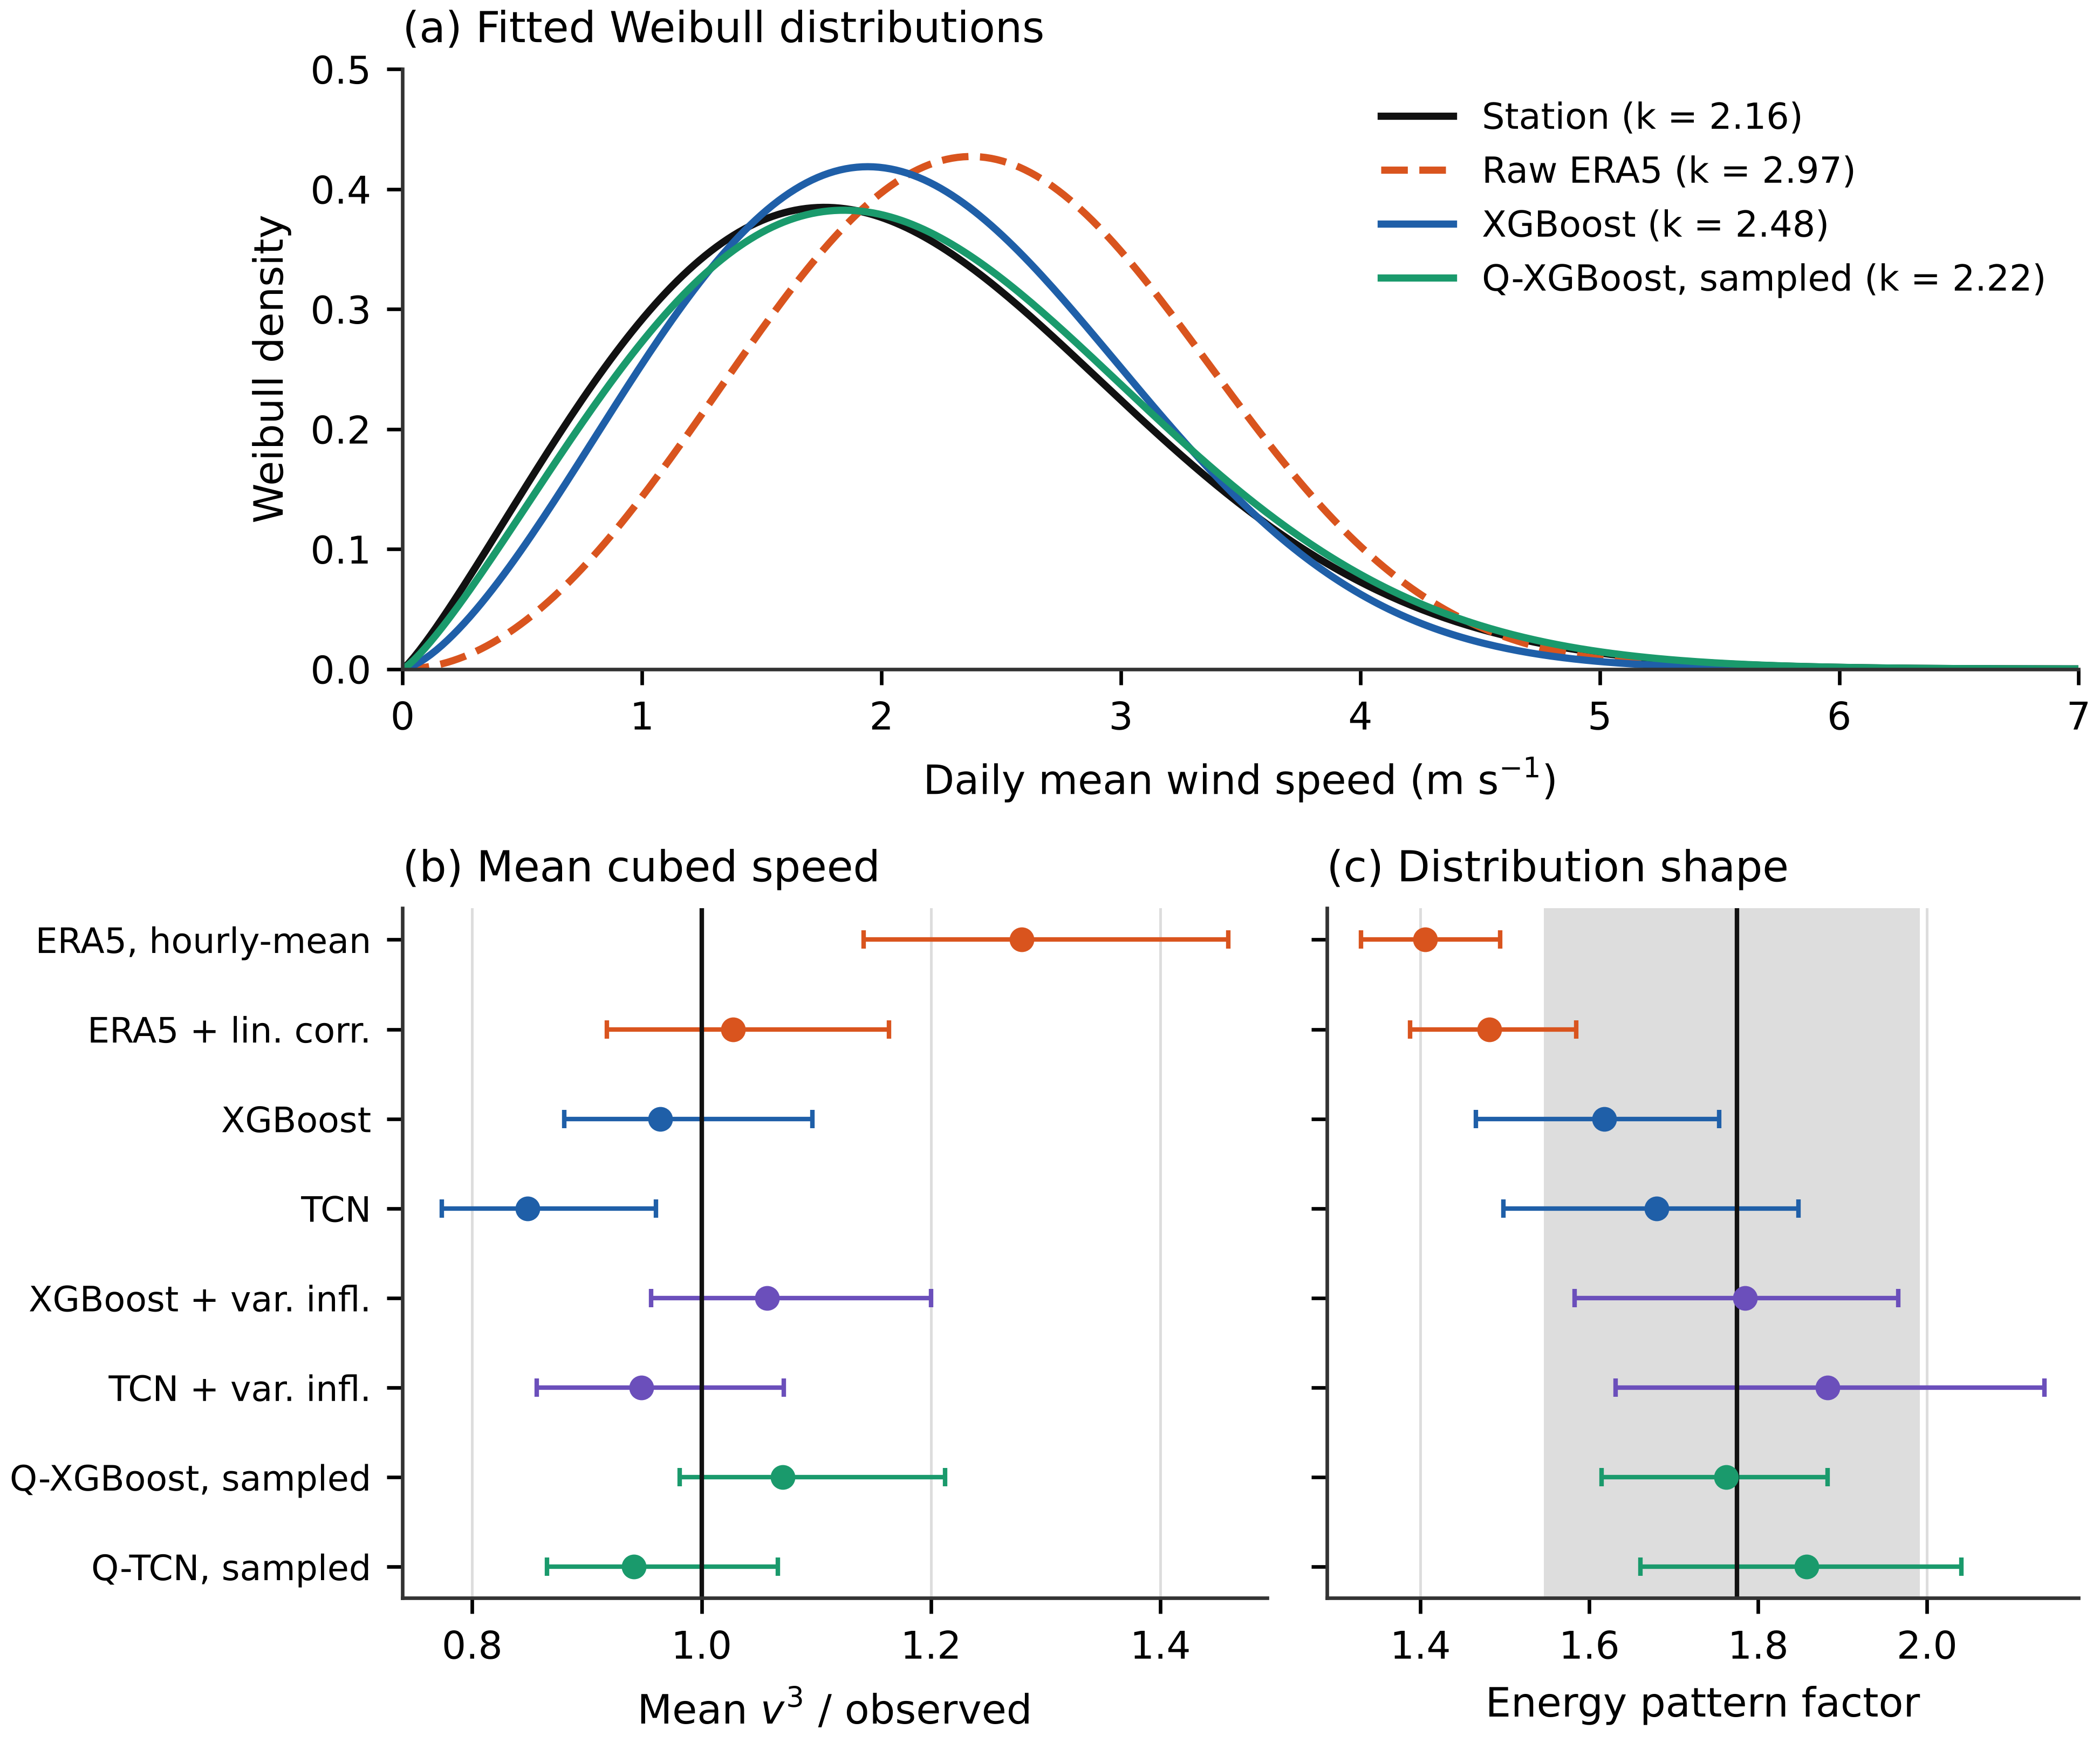 (a) Fitted Weibull distributions
0.5
0.4
0.3
0.2
0.1
0.0
Weibull density
Station (k = 2.16)
Raw ERA5 (k = 2.97)
XGBoost (k = 2.48)
Q-XGBoost, sampled (k = 2.22)
0 1 2 3 4 5 6 7
Daily mean wind speed (m s⁻¹)
(b) Mean cubed speed
ERA5, hourly-mean
ERA5 + lin. corr.
XGBoost
TCN
XGBoost + var. infl.
TCN + var. infl.
Q-XGBoost, sampled
Q-TCN, sampled
0.8 1.0 1.2 1.4
Mean v³ / observed
(c) Distribution shape
1.4 1.6 1.8 2.0
Energy pattern factor